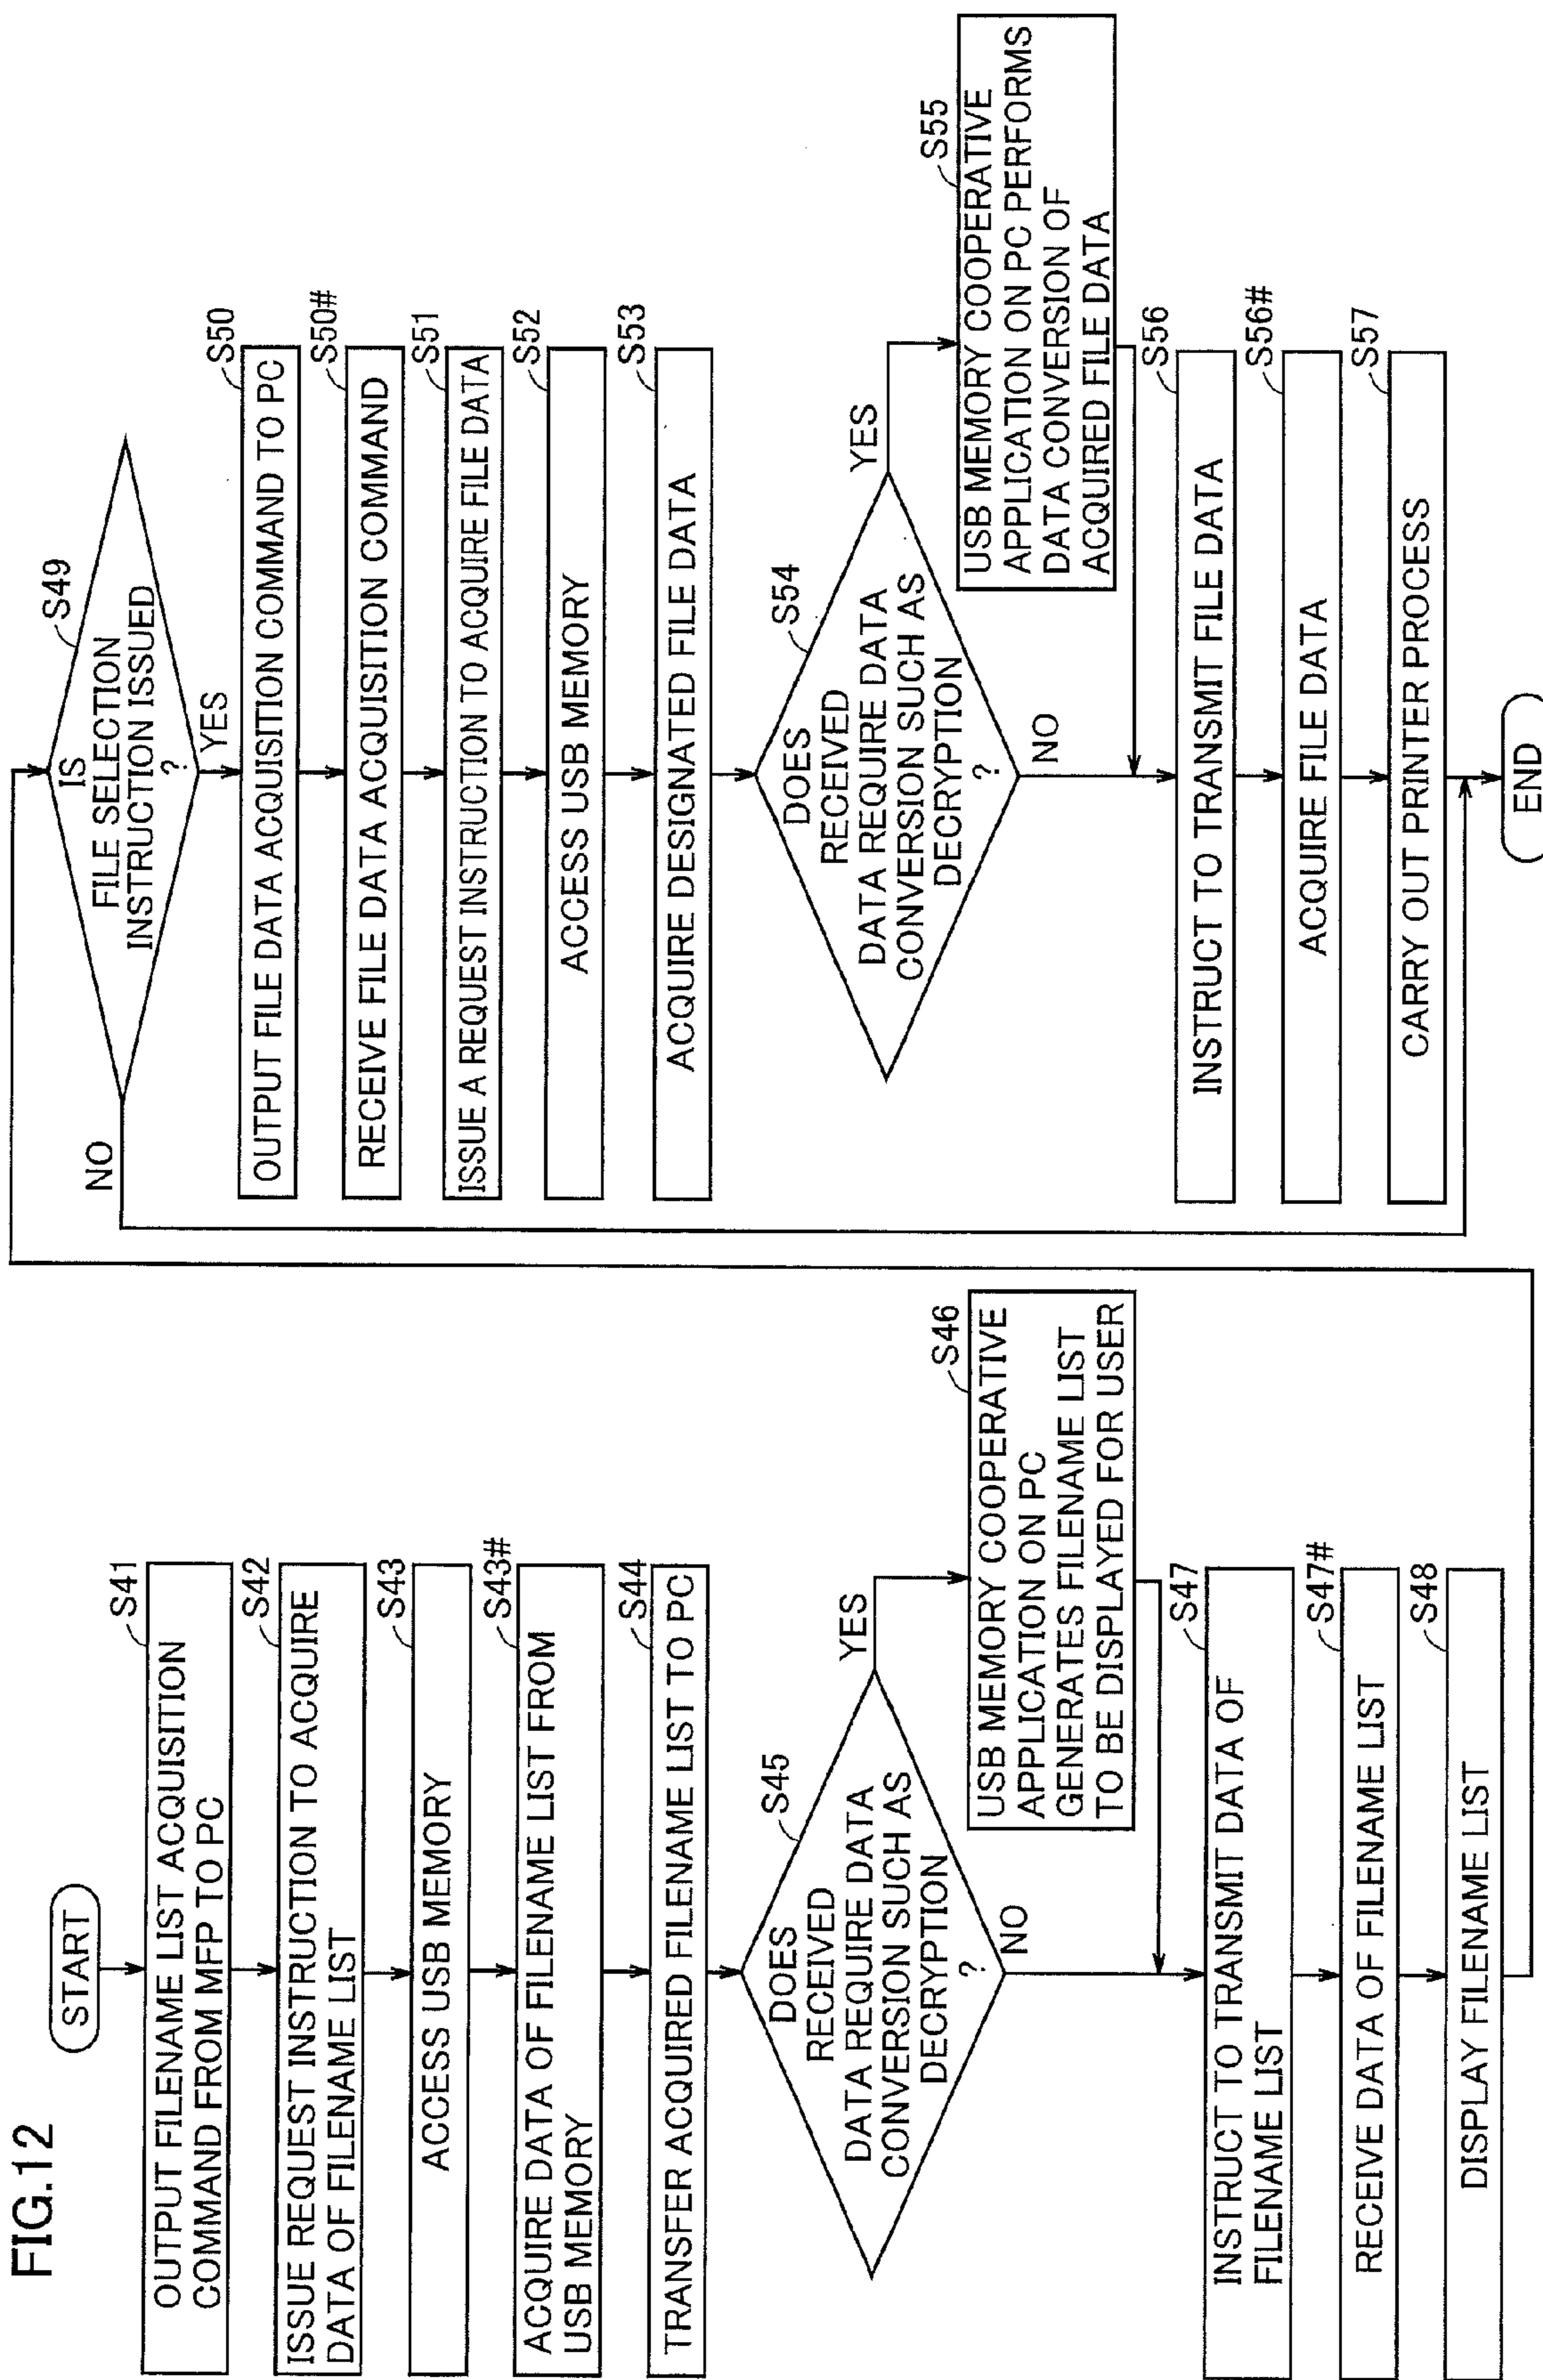 FIG.12
START
S41
OUTPUT FILENAME LIST ACQUISITION
COMMAND FROM MFP TO PC
S42
ISSUE REQUEST INSTRUCTION TO ACQUIRE
DATA OF FILENAME LIST
S43
ACCESS USB MEMORY
S43#
ACQUIRE DATA OF FILENAME LIST FROM
USB MEMORY
S44
TRANSFER ACQUIRED FILENAME LIST TO PC
S45
DOES
RECEIVED
DATA REQUIRE DATA
CONVERSION SUCH AS
DECRYPTION
?
YES
NO
S46
USB MEMORY COOPERATIVE
APPLICATION ON PC
GENERATES FILENAME LIST
TO BE DISPLAYED FOR USER
S47
INSTRUCT TO TRANSMIT DATA OF
FILENAME LIST
S47#
RECEIVE DATA OF FILENAME LIST
S48
DISPLAY FILENAME LIST
S49
IS
FILE SELECTION
INSTRUCTION ISSUED
?
NO
YES
S50
OUTPUT FILE DATA ACQUISITION COMMAND TO PC
S50#
RECEIVE FILE DATA ACQUISITION COMMAND
S51
ISSUE A REQUEST INSTRUCTION TO ACQUIRE FILE DATA
S52
ACCESS USB MEMORY
S53
ACQUIRE DESIGNATED FILE DATA
S54
DOES
RECEIVED
DATA REQUIRE DATA
CONVERSION SUCH AS
DECRYPTION
?
YES
NO
S55
USB MEMORY COOPERATIVE
APPLICATION ON PC PERFORMS
DATA CONVERSION OF
ACQUIRED FILE DATA
S56
INSTRUCT TO TRANSMIT FILE DATA
S56#
ACQUIRE FILE DATA
S57
CARRY OUT PRINTER PROCESS
END